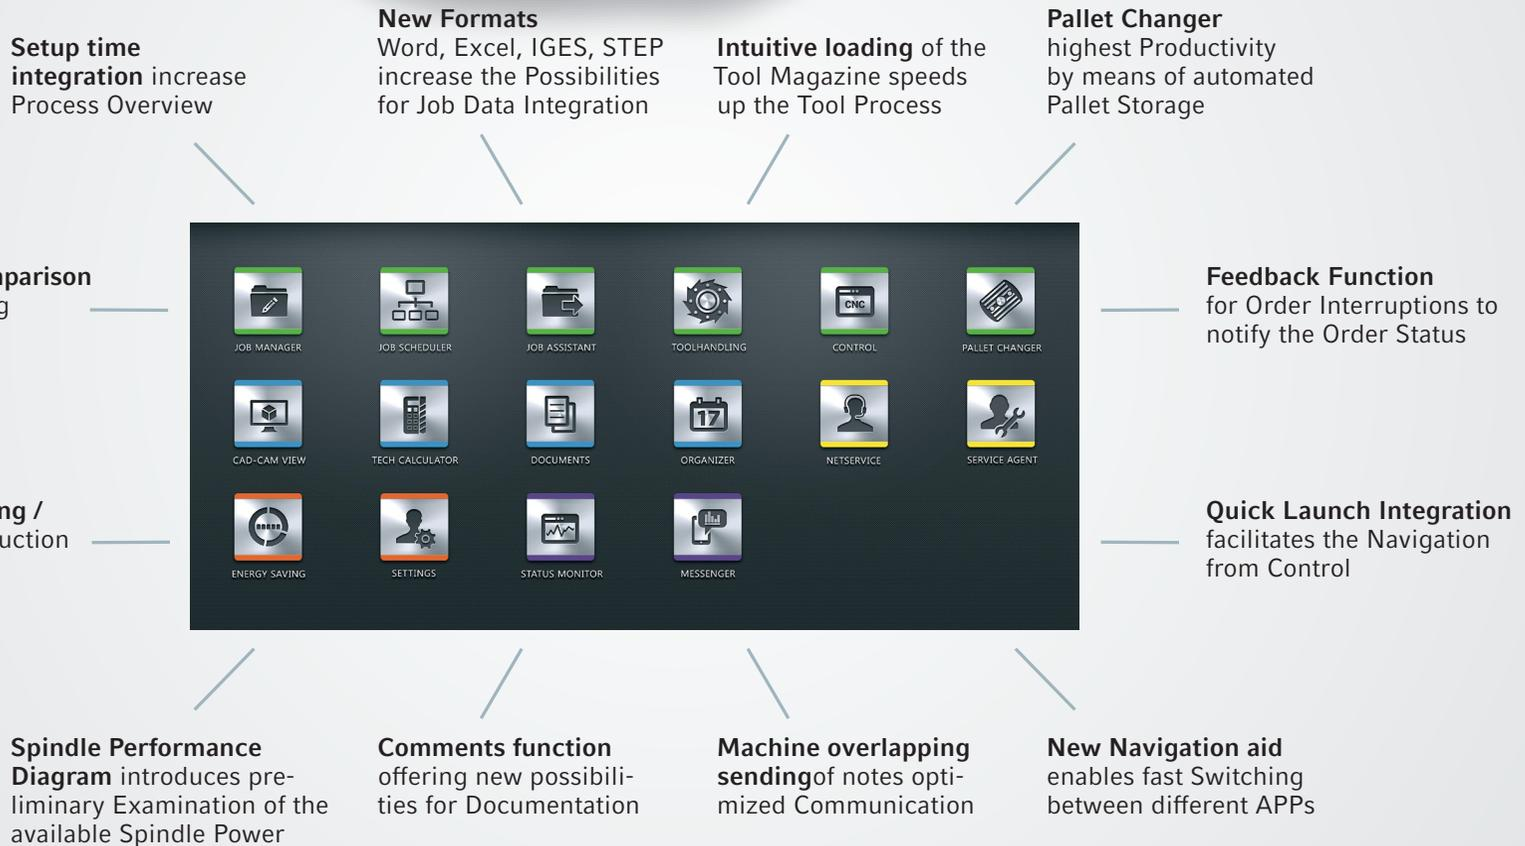 Setup time
integration increase
Process Overview
New Formats
Word, Excel, IGES, STEP
increase the Possibilities
for Job Data Integration
Intuitive loading of the
Tool Magazine speeds
up the Tool Process
Pallet Changer
highest Productivity
by means of automated
Pallet Storage
CNC
JOB MANAGER
JOB SCHEDULER
JOB ASSISTANT
TOOLHANDLING
CONTROL
PALLET CHANGER
Feedback Function
for Order Interruptions to
notify the Order Status
17
CAD-CAM VIEW
TECH CALCULATOR
DOCUMENTS
ORGANIZER
NETSERVICE
SERVICE AGENT
ENERGY SAVING
SETTINGS
STATUS MONITOR
MESSENGER
Quick Launch Integration
facilitates the Navigation
from Control
Spindle Performance
Diagram introduces pre-
liminary Examination of the
available Spindle Power
Comments function
offering new possibili-
ties for Documentation
Machine overlapping
sendingof notes opti-
mized Communication
New Navigation aid
enables fast Switching
between different APPs